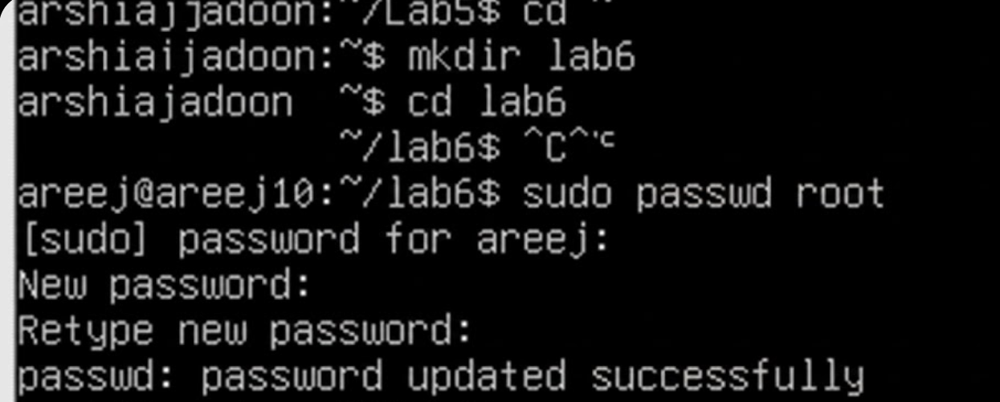 arshiajjadoon:~/Lab5$ cd ~
arshiaijadoon:~$ mkdir lab6
arshiajadoon ~$ cd lab6
~/lab6$ ^C^'c
areej@areej10:~/lab6$ sudo passwd root
[sudo] password for areej:
New password:
Retype new password:
passwd: password updated successfully